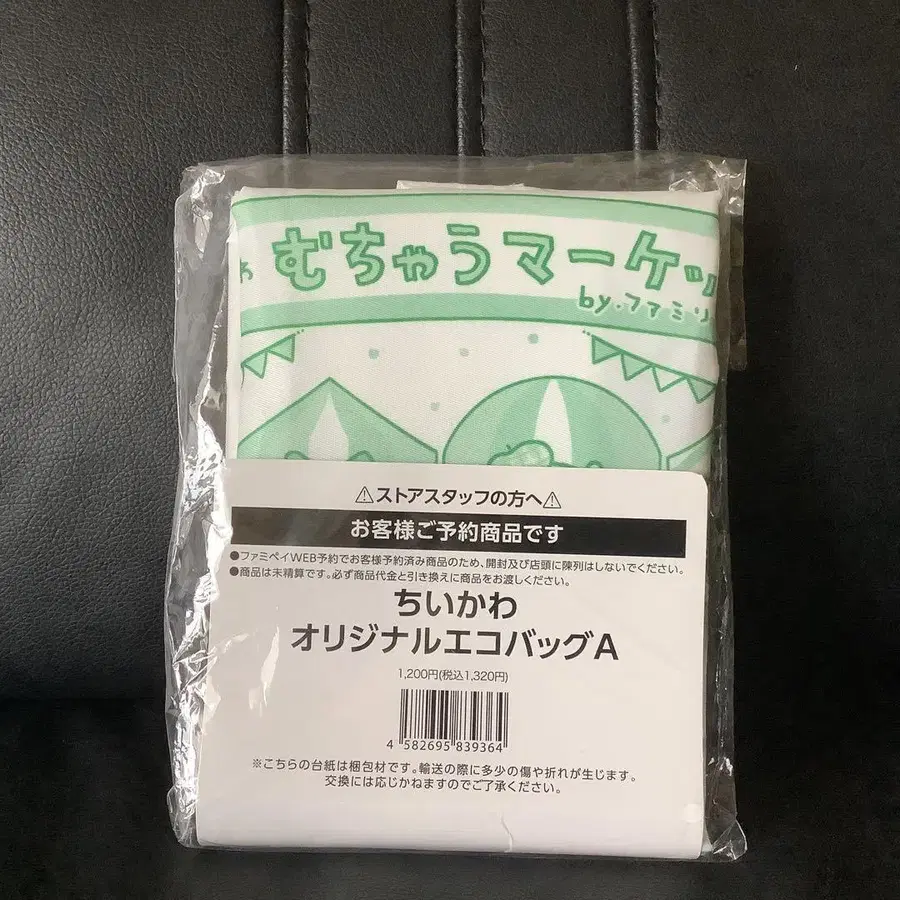 むちゃうマーケッ
by.ファミリ
⚠ストアスタッフの方へ⚠
お客様ご予約商品です
●ファミペイWEB予約でお客様予約済み商品のため、開封及び店頭に陳列はしないでください。
●商品は未精算です。必ず商品代金と引き換えに商品をお渡しください。
ちいかわ
オリジナルエコバッグA
1,200円(税込1,320円)
4 582695 839364
※こちらの台紙は梱包材です。輸送の際に多少の傷や折れが生じます。
交換には応じかねますのでご了承ください。